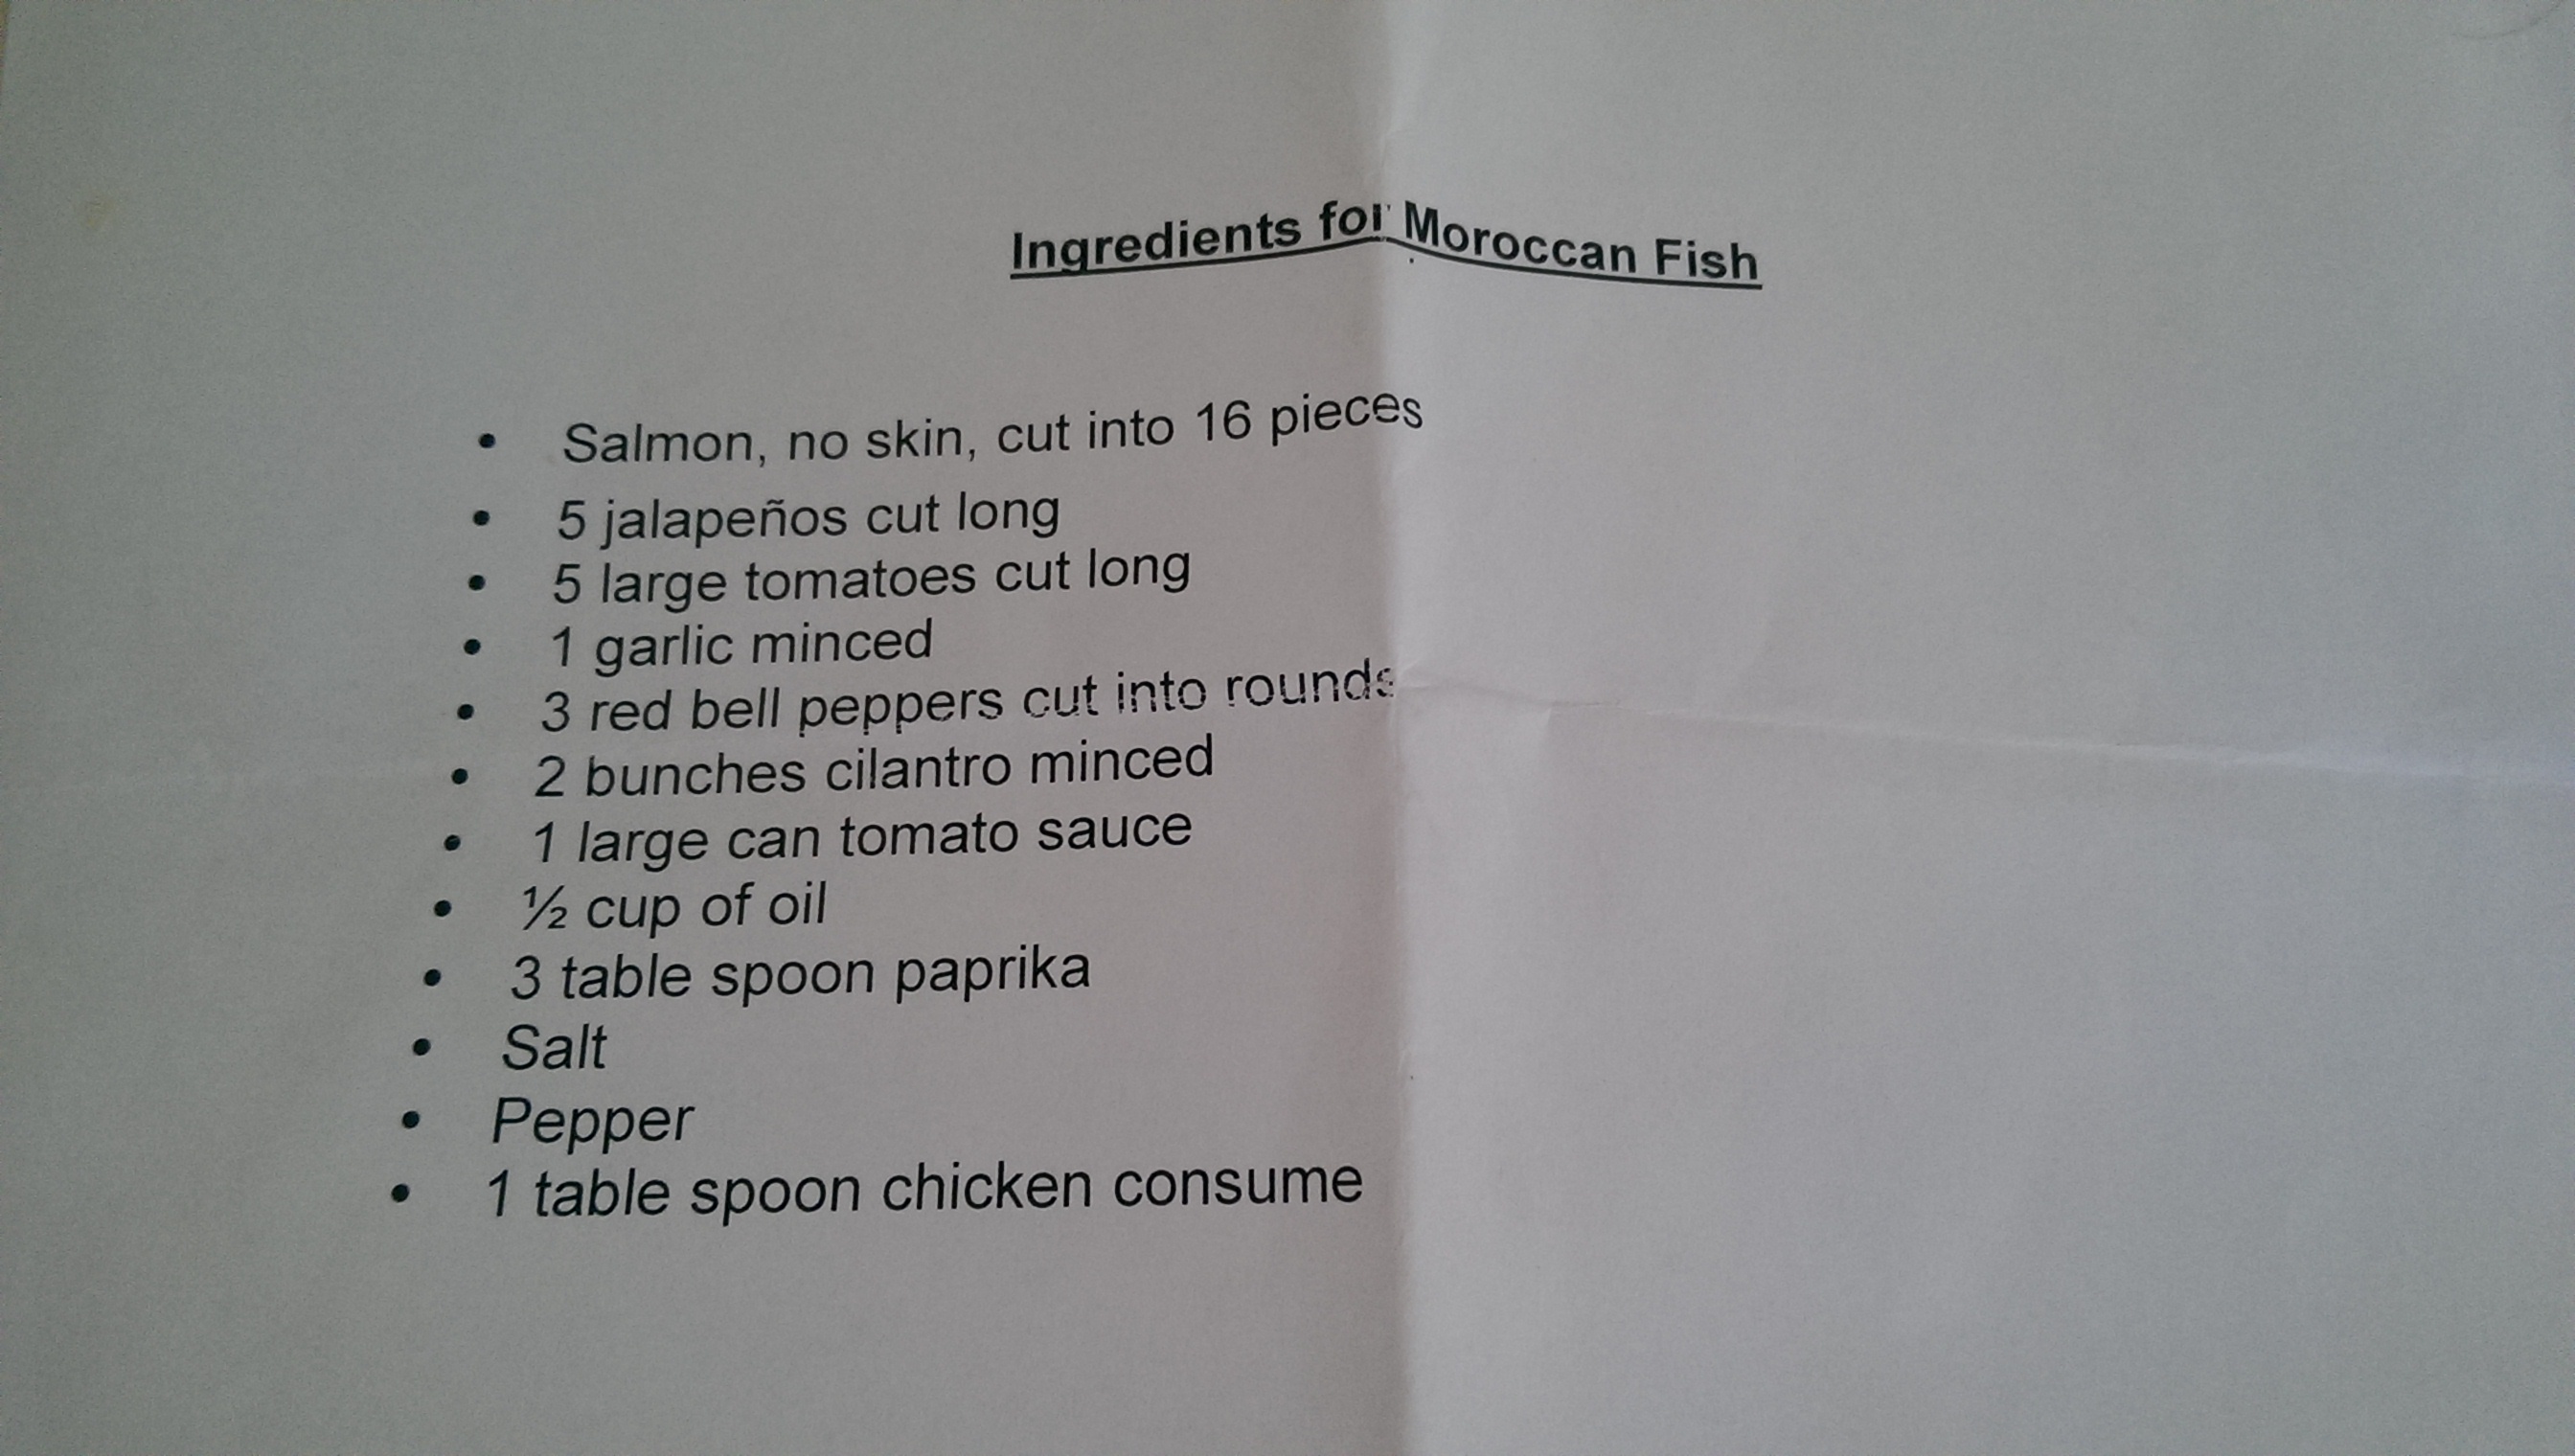 Ingredients for Moroccan Fish
• Salmon, no skin, cut into 16 pieces
• 5 jalapeños cut long
• 5 large tomatoes cut long
• 1 garlic minced
• 3 red bell peppers cut into rounds
• 2 bunches cilantro minced
• 1 large can tomato sauce
• ½ cup of oil
• 3 table spoon paprika
• Salt
• Pepper
• 1 table spoon chicken consume